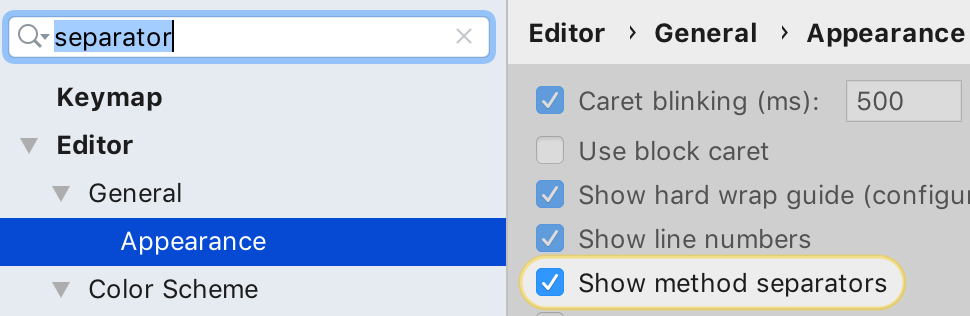 separator
Keymap
Editor
General
Appearance
Color Scheme
Editor › General › Appearance
Caret blinking (ms): 500
Use block caret
Show hard wrap guide (configu
Show line numbers
Show method separators